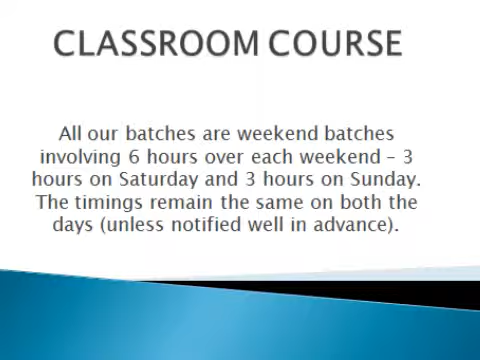 CLASSROOM COURSE
All our batches are weekend batches
involving 6 hours over each weekend – 3
hours on Saturday and 3 hours on Sunday.
The timings remain the same on both the
days (unless notified well in advance).